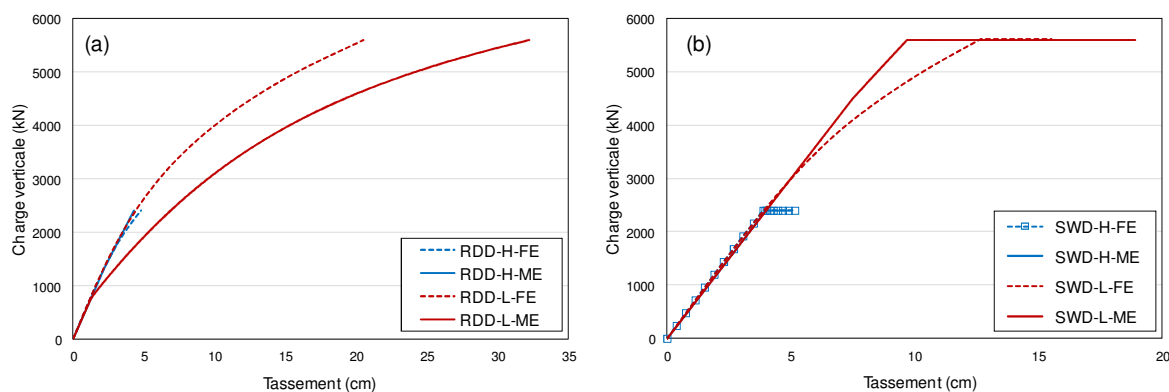 (a)
Charge verticale (kN)
6000
5000
4000
3000
2000
1000
0
0 5 10 15 20 25 30 35
Tassement (cm)
RDD-H-FE
RDD-H-ME
RDD-L-FE
RDD-L-ME
(b)
Charge verticale (kN)
6000
5000
4000
3000
2000
1000
0
0 5 10 15 20
Tassement (cm)
SWD-H-FE
SWD-H-ME
SWD-L-FE
SWD-L-ME